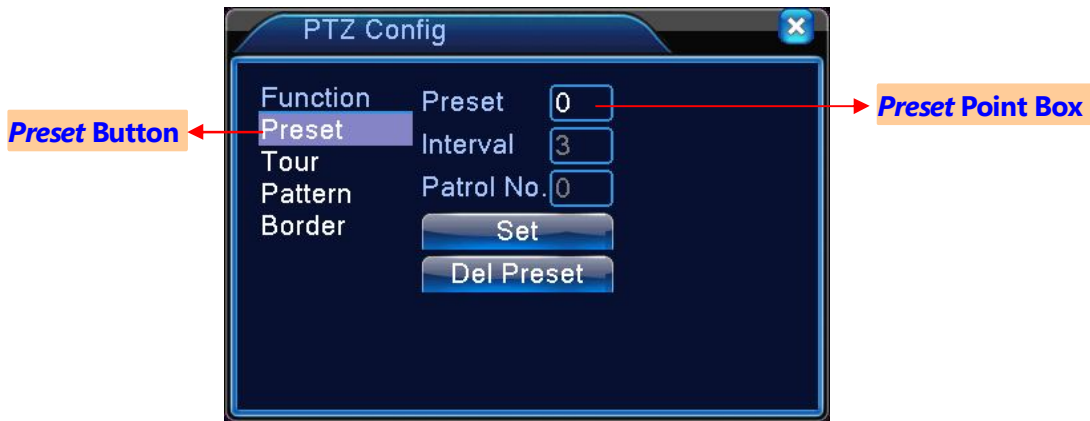 PTZ Config
Function
Preset
Tour
Pattern
Border
Preset 0
Interval 3
Patrol No. 0
Set
Del Preset
Preset Button
Preset Point Box